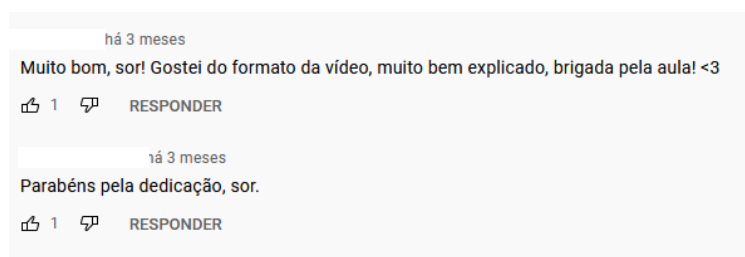 há 3 meses
Muito bom, sor! Gostei do formato da vídeo, muito bem explicado, brigada pela aula! <3
1 RESPONDER
há 3 meses
Parabéns pela dedicação, sor.
1 RESPONDER